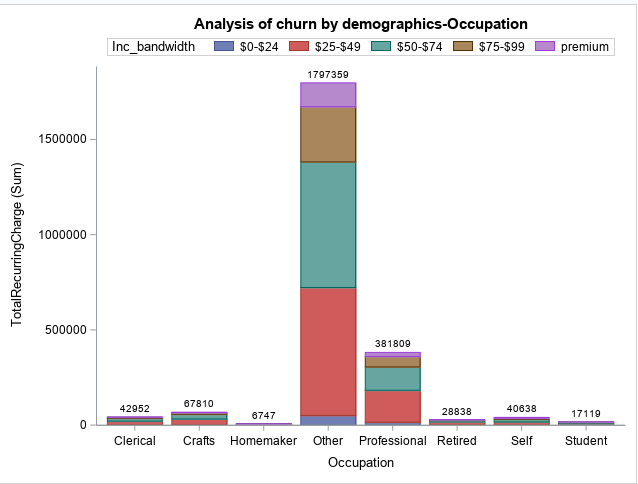 Analysis of churn by demographics-Occupation
Inc_bandwidth $0-$24 $25-$49 $50-$74 $75-$99 premium
TotalRecurringCharge (Sum)
1500000
1000000
500000
0
42952
67810
6747
1797359
381809
28838
40638
17119
Clerical Crafts Homemaker Other Professional Retired Self Student
Occupation